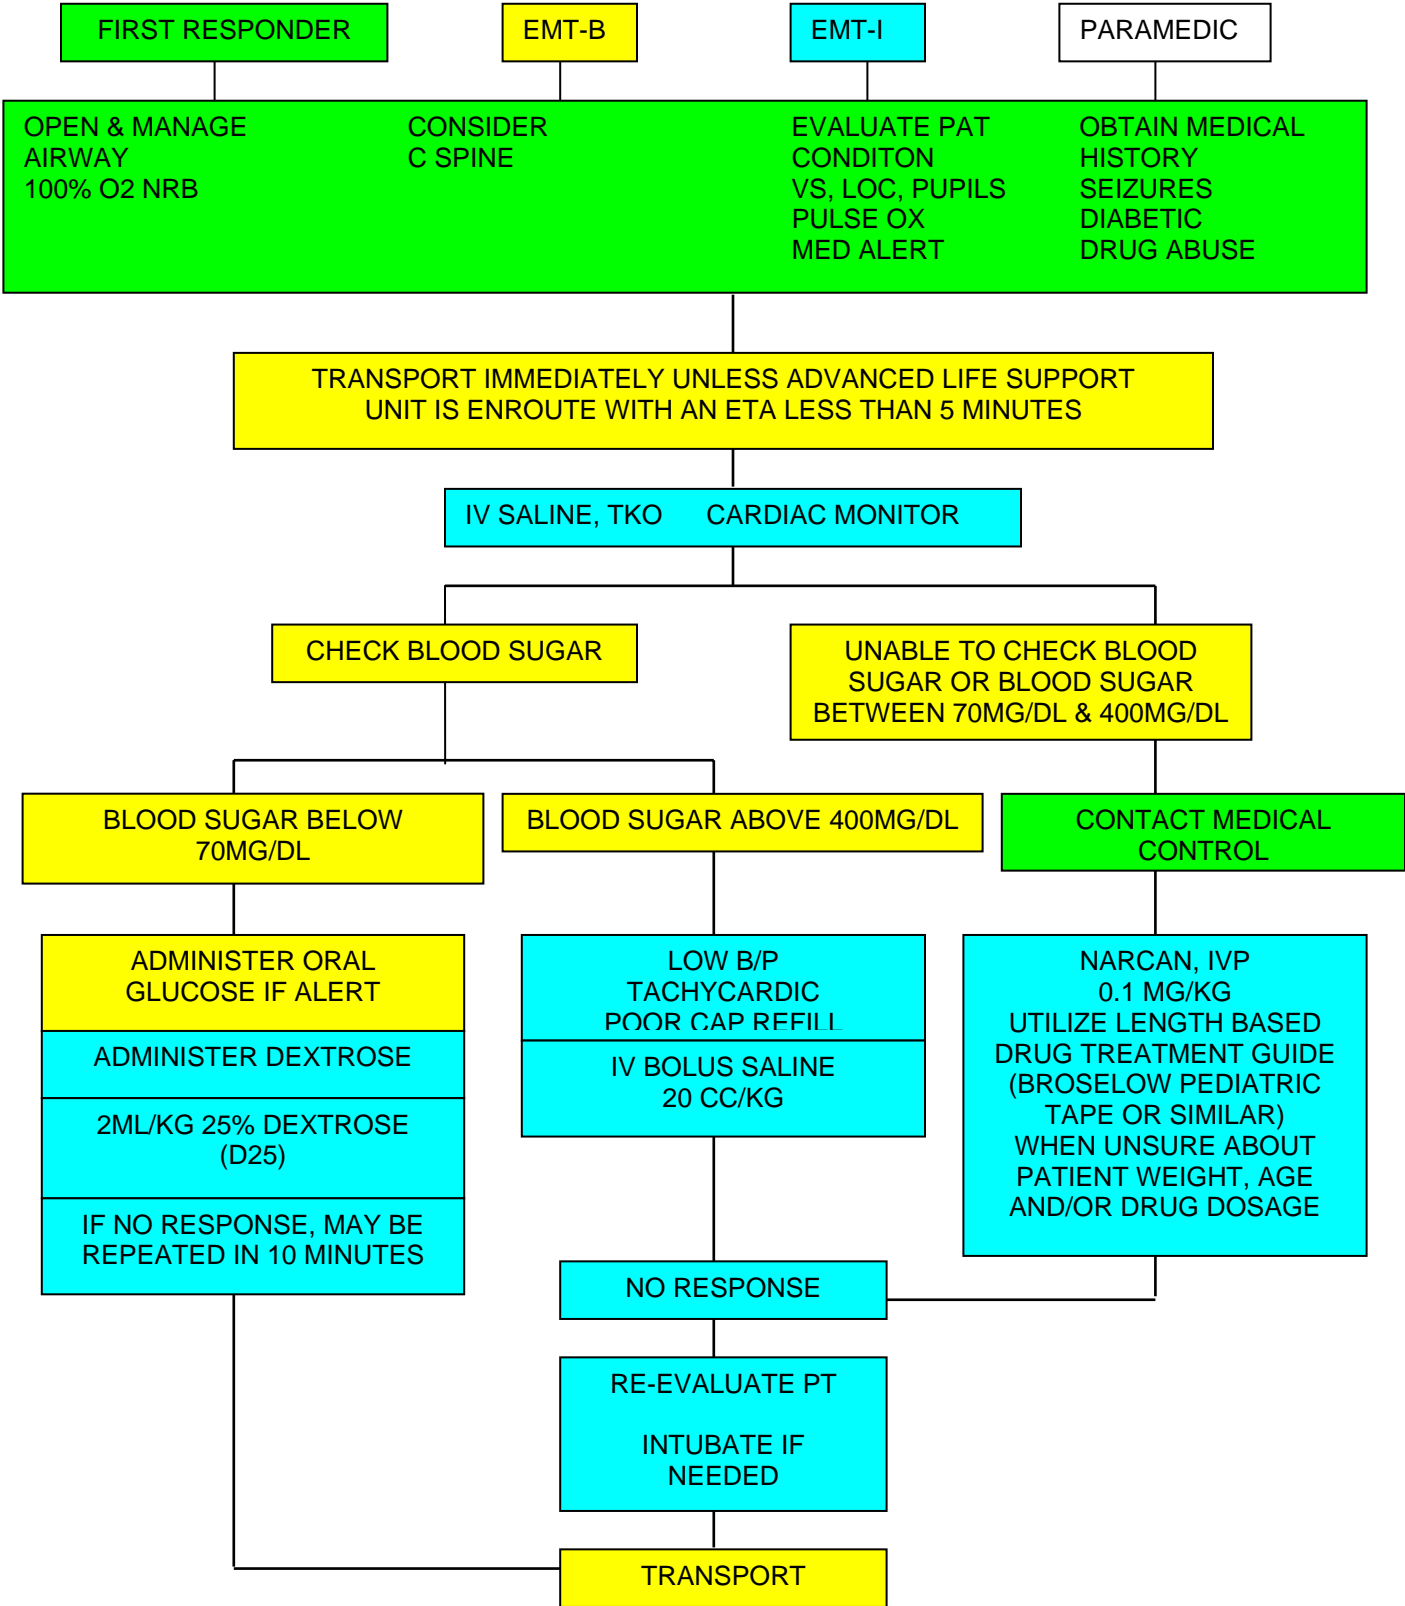 FIRST RESPONDER
EMT-B
EMT-I
PARAMEDIC
OPEN & MANAGE
AIRWAY
100% O2 NRB
CONSIDER
C SPINE
EVALUATE PAT
CONDITON
VS, LOC, PUPILS
PULSE OX
MED ALERT
OBTAIN MEDICAL
HISTORY
SEIZURES
DIABETIC
DRUG ABUSE
TRANSPORT IMMEDIATELY UNLESS ADVANCED LIFE SUPPORT
UNIT IS ENROUTE WITH AN ETA LESS THAN 5 MINUTES
IV SALINE, TKO CARDIAC MONITOR
CHECK BLOOD SUGAR
UNABLE TO CHECK BLOOD
SUGAR OR BLOOD SUGAR
BETWEEN 70MG/DL & 400MG/DL
BLOOD SUGAR BELOW
70MG/DL
BLOOD SUGAR ABOVE 400MG/DL
CONTACT MEDICAL
CONTROL
ADMINISTER ORAL
GLUCOSE IF ALERT
ADMINISTER DEXTROSE
2ML/KG 25% DEXTROSE
(D25)
IF NO RESPONSE, MAY BE
REPEATED IN 10 MINUTES
LOW B/P
TACHYCARDIC
POOR CAP REFILL
IV BOLUS SALINE
20 CC/KG
NARCAN, IVP
0.1 MG/KG
UTILIZE LENGTH BASED
DRUG TREATMENT GUIDE
(BROSELOW PEDIATRIC
TAPE OR SIMILAR)
WHEN UNSURE ABOUT
PATIENT WEIGHT, AGE
AND/OR DRUG DOSAGE
NO RESPONSE
RE-EVALUATE PT
INTUBATE IF
NEEDED
TRANSPORT